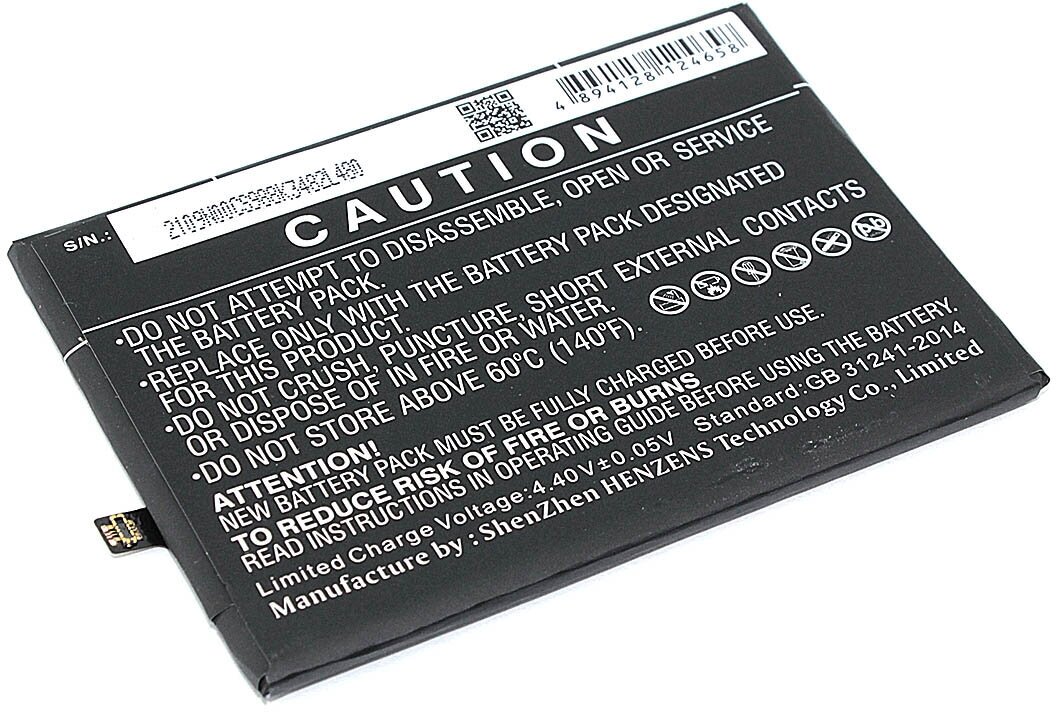 4 894128 124658
S/N.:
CAUTION
·DO NOT ATTEMPT TO DISASSEMBLE, OPEN OR SERVICE
THE BATTERY PACK.
·REPLACE ONLY WITH THE BATTERY PACK DESIGNATED
FOR THIS PRODUCT.
·DO NOT CRUSH, PUNCTURE, SHORT EXTERNAL CONTACTS
OR DISPOSE OF IN FIRE OR WATER.
·DO NOT STORE ABOVE 60°C (140°F).
ATTENTION!
NEW BATTERY PACK MUST BE FULLY CHARGED BEFORE USE.
TO REDUCE RISK OF FIRE OR BURNS
READ INSTRUCTIONS IN OPERATING GUIDE BEFORE USING THE BATTERY.
Limited Charge Voltage:4.40V±0.05V Standard:GB 31241-2014
Manufacture by : ShenZhen HENZENS Technology Co., Limited